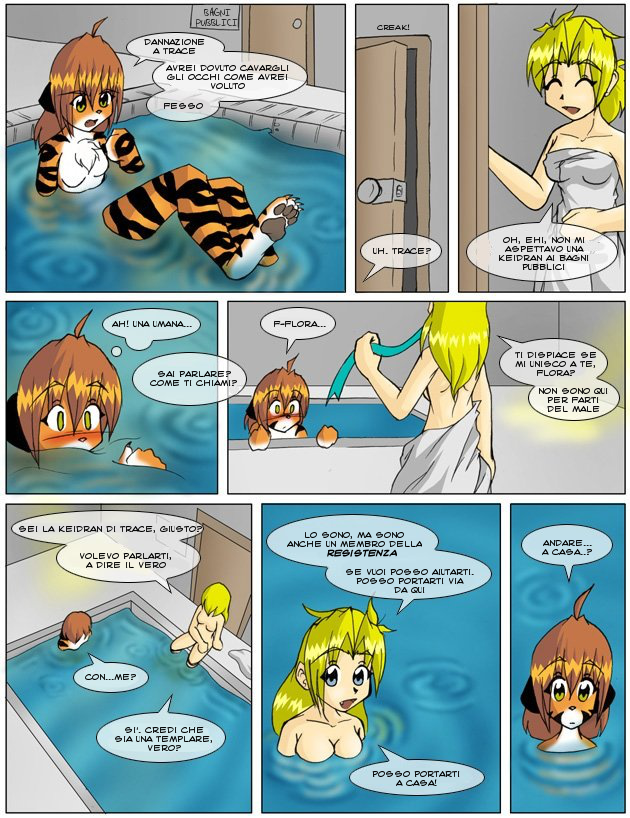 BAGNI
PUBBLICI
DANNAZIONE
A TRACE
AVREI DOVUTO CAVARGLI
GLI OCCHI COME AVREI
VOLUTO
FESSO
CREAK!
UH. TRACE?
OH, EHI, NON MI
ASPETTAVO UNA
KEIDRAN AI BAGNI
PUBBLICI
AH! UNA UMANA...
SAI PARLARE?
COME TI CHIAMI?
F-FLORA...
TI DISPIACE SE
MI UNISCO A TE,
FLORA?
NON SONO QUI
PER FARTI
DEL MALE
SEI LA KEIDRAN DI TRACE, GIUSTO?
VOLEVO PARLARTI,
A DIRE IL VERO
CON...ME?
SI'. CREDI CHE
SIA UNA TEMPLARE,
VERO?
LO SONO, MA SONO
ANCHE UN MEMBRO DELLA
RESISTENZA
SE VUOI POSSO AIUTARTI.
POSSO PORTARTI VIA
DA QUI
POSSO PORTARTI
A CASA!
ANDARE...
A CASA..?